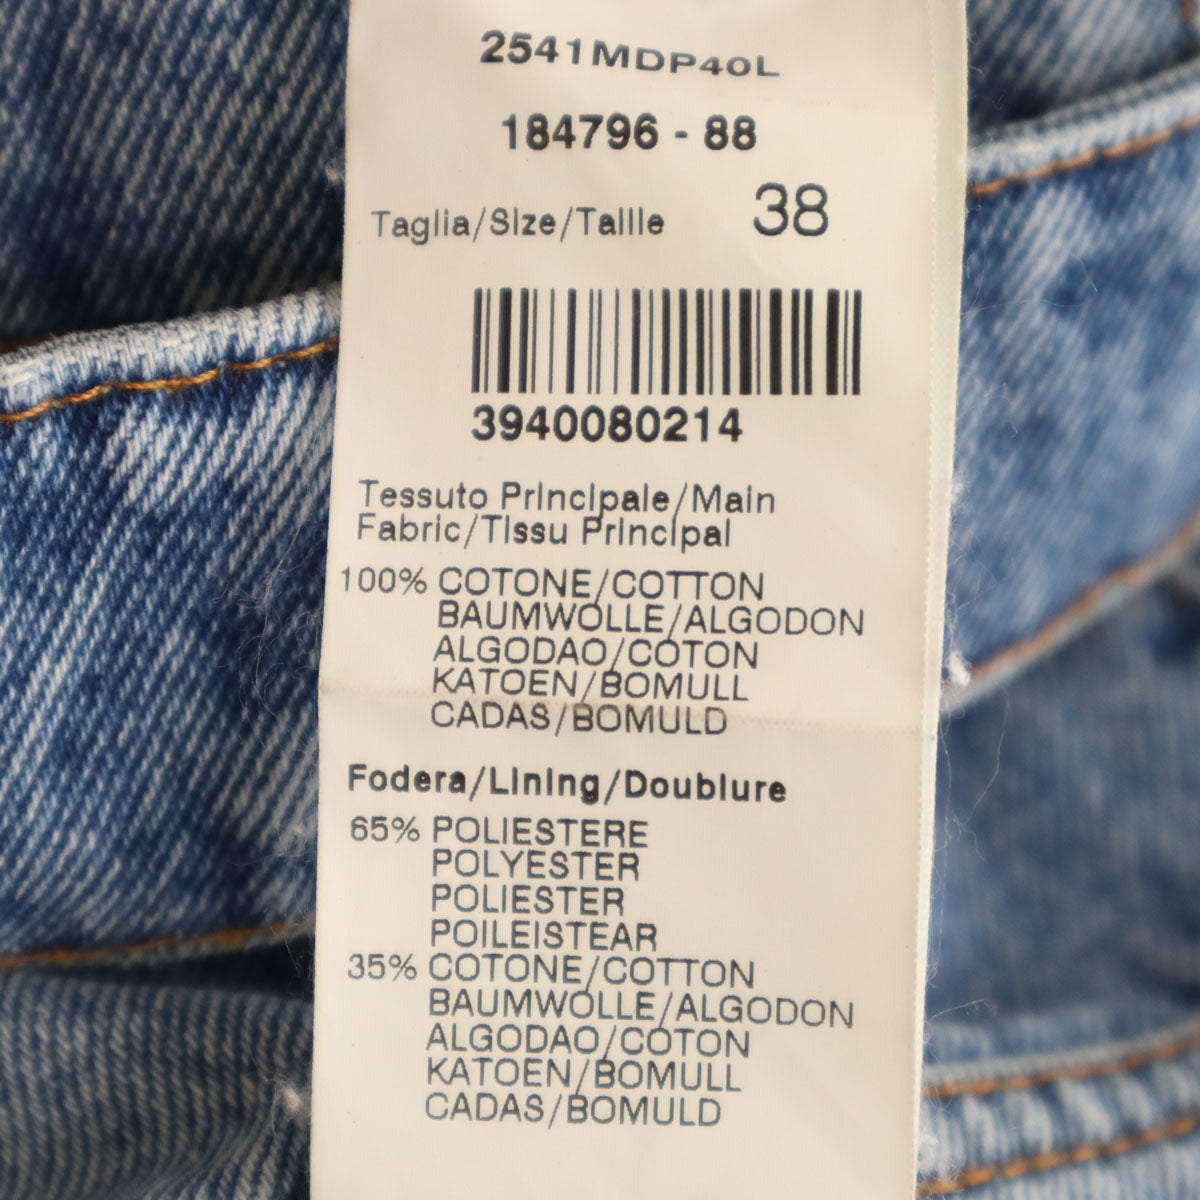 2541MDP40L
184796 - 88
Taglia/Size/Taille 38
3940080214
Tessuto Principale/Main
Fabric/Tissu Principal
100% COTONE/COTTON
BAUMWOLLE/ALGODON
ALGODAO/COTON
KATOEN/BOMULL
CADAS/BOMULD
Fodera/Lining/Doublure
65% POLIESTERE
POLYESTER
POLIESTER
POILEISTEAR
35% COTONE/COTTON
BAUMWOLLE/ALGODON
ALGODAO/COTON
KATOEN/BOMULL
CADAS/BOMULD